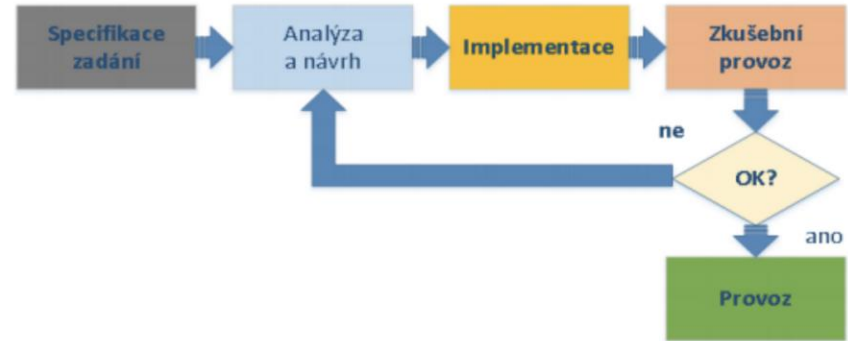 Specifikace
zadání
Analýza
a návrh
Implementace
Zkušební
provoz
ne
OK?
ano
Provoz